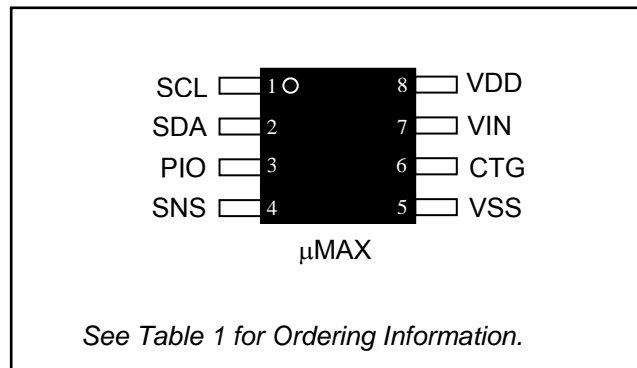 SCL 1 8 VDD
SDA 2 7 VIN
PIO 3 6 CTG
SNS 4 5 VSS
μMAX
See Table 1 for Ordering Information.